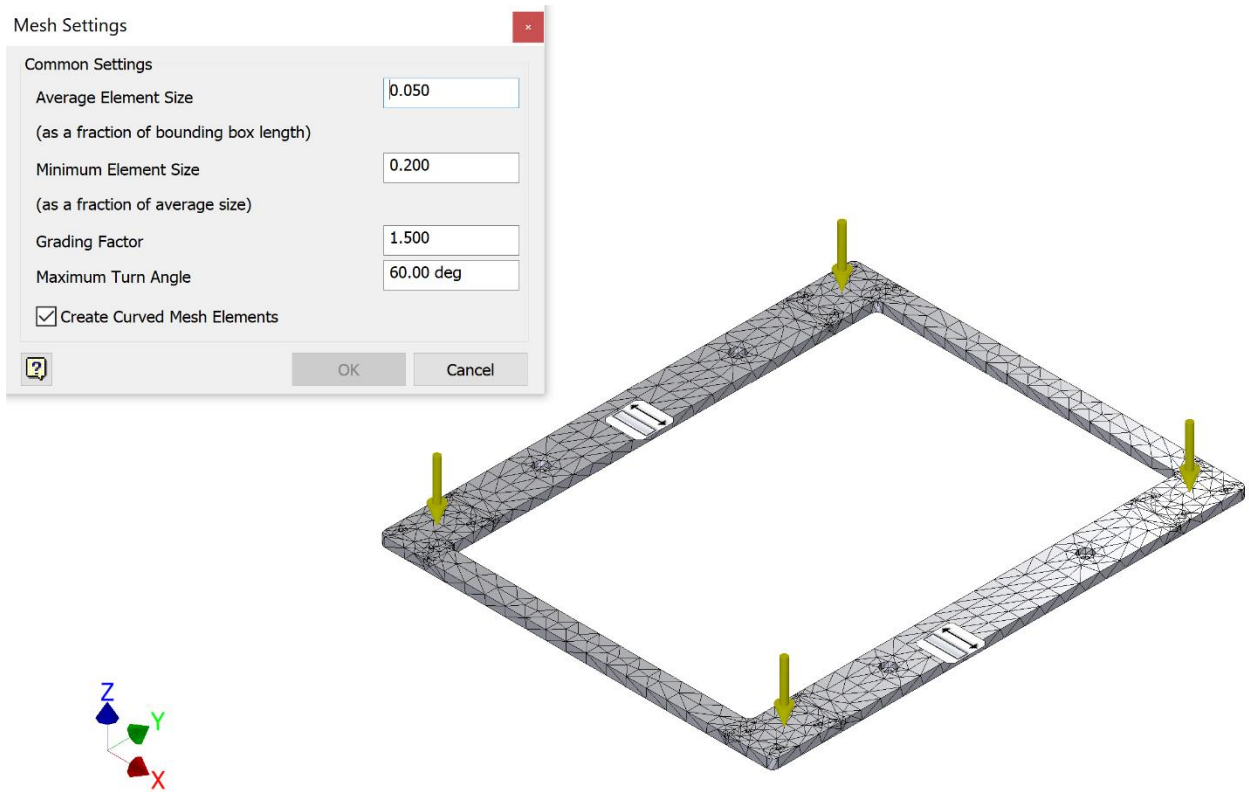 Mesh Settings
×
Common Settings
Average Element Size 0.050
(as a fraction of bounding box length)
Minimum Element Size 0.200
(as a fraction of average size)
Grading Factor 1.500
Maximum Turn Angle 60.00 deg
Create Curved Mesh Elements
? OK Cancel
Z
Y
X